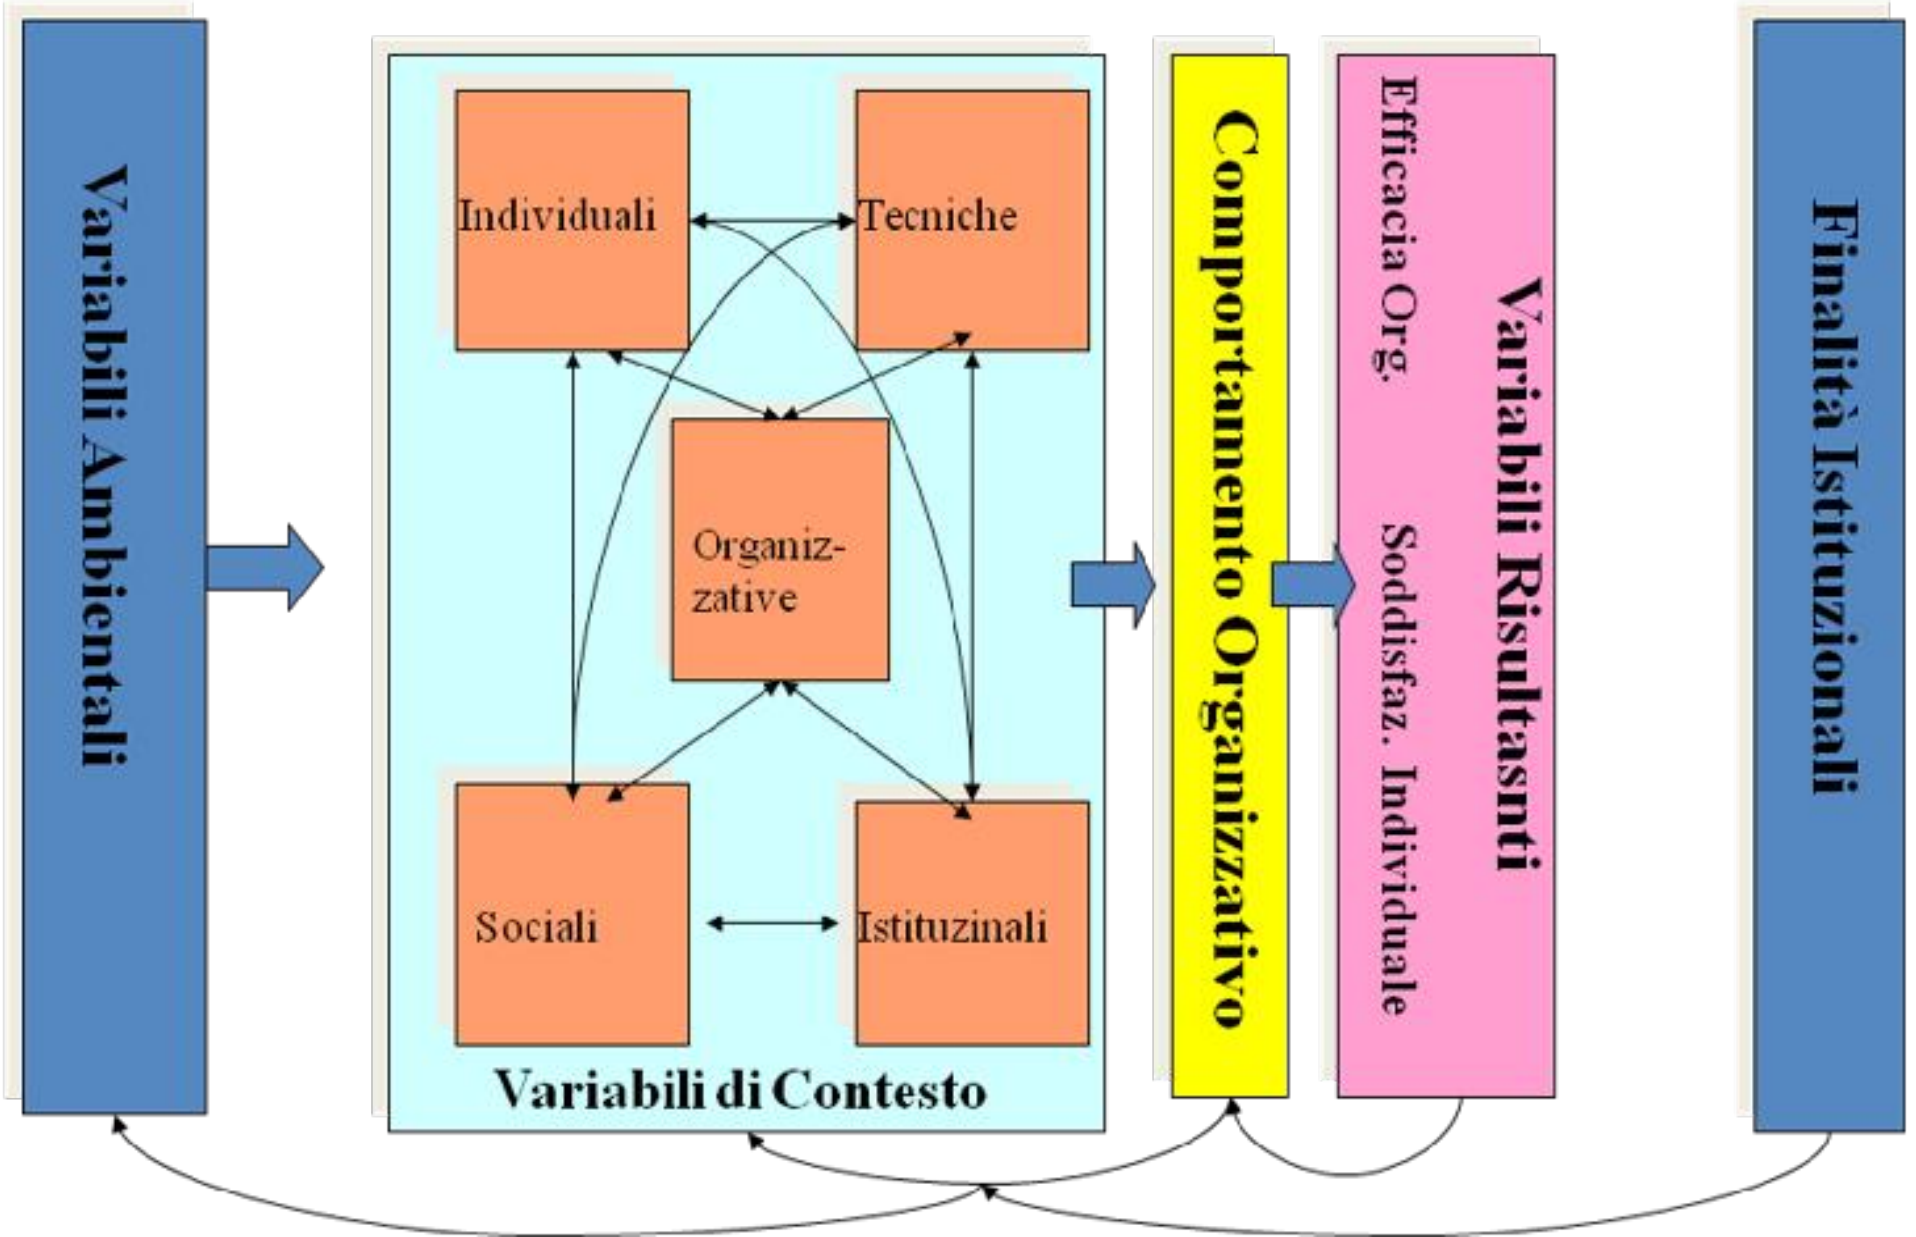 Variabili Ambientali
Individuali
Tecniche
Organiz-
zative
Sociali
Istituzinali
Variabili di Contesto
Comportamento Organizzativo
Efficacia Org.
Soddisfaz. Individuale
Variabili Risultasnti
Finalità Istituzionali